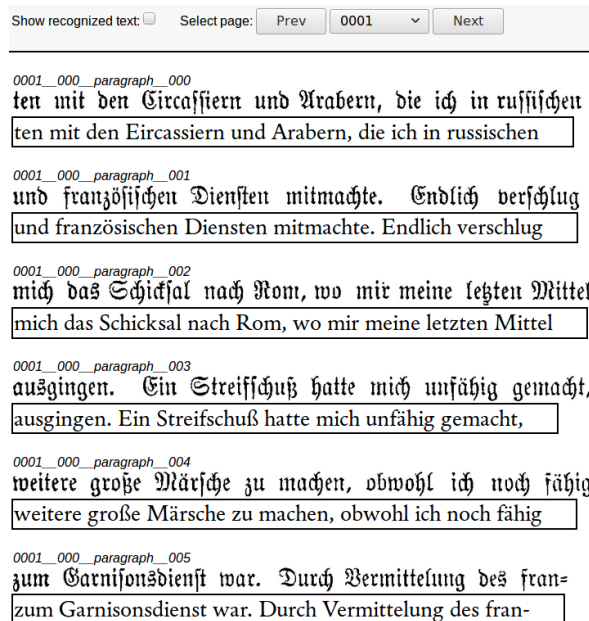 Show recognized text: Select page: Prev 0001 Next
0001__000__paragraph__000
ten mit den Circaſſiern und Arabern, die ich in ruſſiſchen
ten mit den Eircassiern und Arabern, die ich in russischen
0001__000__paragraph__001
und franzöſiſchen Dienſten mitmachte. Endlich verſchlug
und französischen Diensten mitmachte. Endlich verschlug
0001__000__paragraph__002
mich das Schickſal nach Rom, wo mir meine letzten Mittel
mich das Schicksal nach Rom, wo mir meine letzten Mittel
0001__000__paragraph__003
ausgingen. Ein Streifſchuß hatte mich unfähig gemacht,
ausgingen. Ein Streifschuß hatte mich unfähig gemacht,
0001__000__paragraph__004
weitere große Märſche zu machen, obwohl ich noch fähig
weitere große Märsche zu machen, obwohl ich noch fähig
0001__000__paragraph__005
zum Garniſonsdienſt war. Durch Vermittelung des fran=
zum Garnisonsdienst war. Durch Vermittelung des fran-